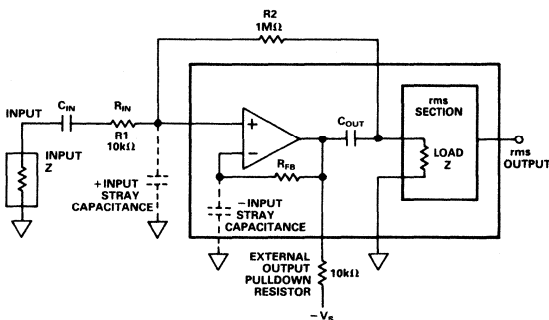 R2
1MΩ
INPUT
CIN
RIN
R1
10kΩ
INPUT
Z
+INPUT
STRAY
CAPACITANCE
+
−
RFB
COUT
−INPUT
STRAY
CAPACITANCE
rms
SECTION
LOAD
Z
rms
OUTPUT
EXTERNAL
OUTPUT
PULLDOWN
RESISTOR
10kΩ
−VS